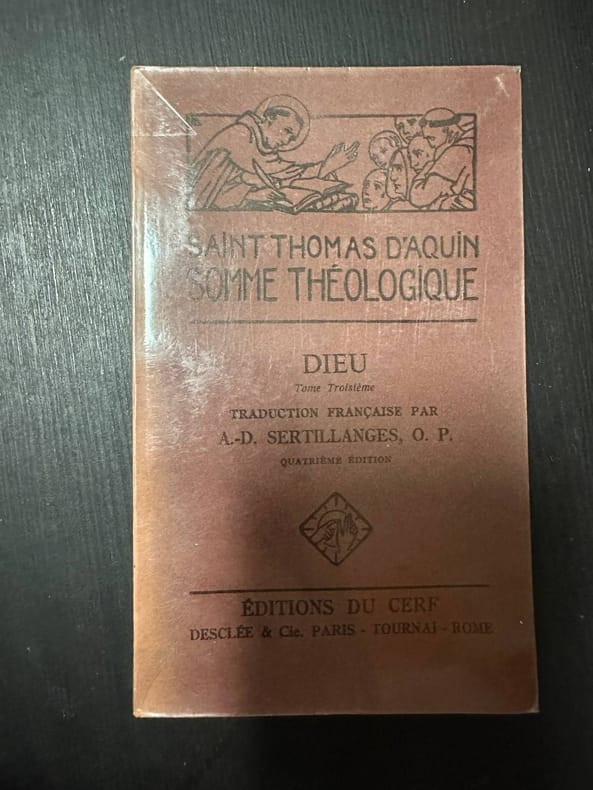 SAINT THOMAS D'AQUIN
SOMME THÉOLOGIQUE
DIEU
Tome Troisième
TRADUCTION FRANÇAISE PAR
A.-D. SERTILLANGES, O. P.
QUATRIÈME ÉDITION
ÉDITIONS DU CERF
DESCLÉE & Cie. PARIS - TOURNAI - ROME